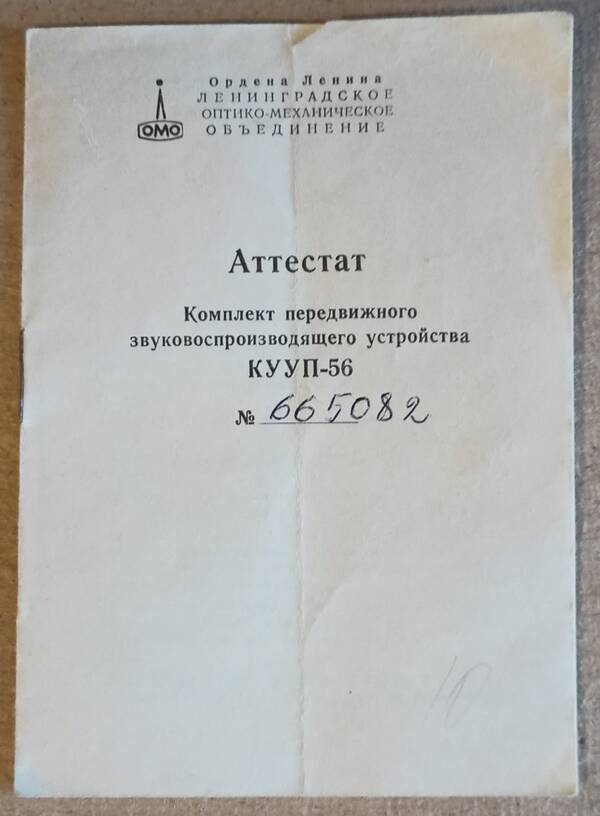 Ордена Ленина
ЛЕНИНГРАДСКОЕ
ОПТИКО-МЕХАНИЧЕСКОЕ
ОБЪЕДИНЕНИЕ
ОМО
Аттестат
Комплект передвижного
звуковоспроизводящего устройства
КУУП-56
№ 665082